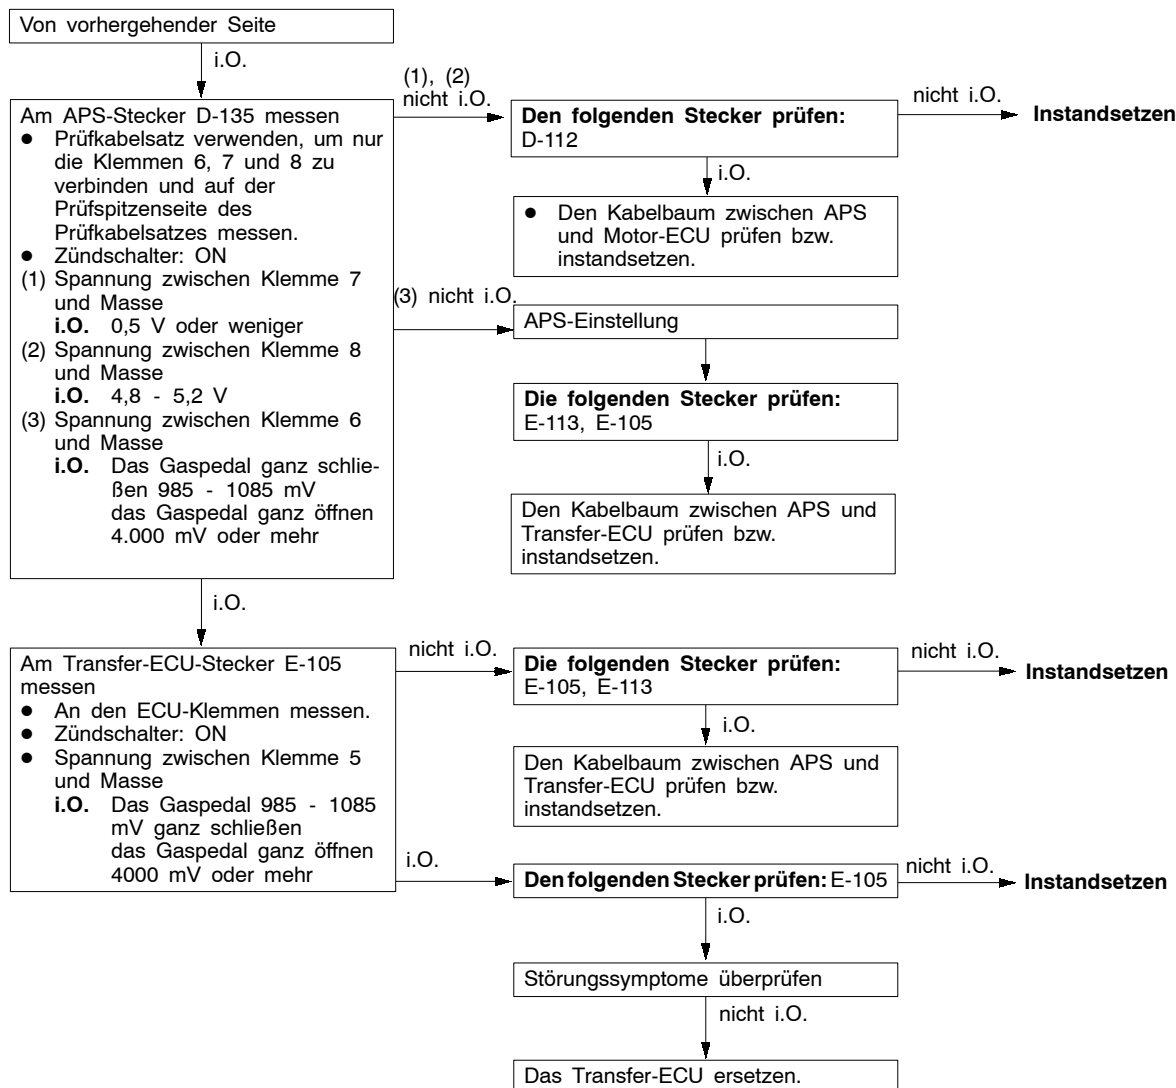 Von vorhergehender Seite
i.O.
Am APS-Stecker D-135 messen
● Prüfkabelsatz verwenden, um nur
die Klemmen 6, 7 und 8 zu
verbinden und auf der
Prüfspitzenseite des
Prüfkabelsatzes messen.
● Zündschalter: ON
(1) Spannung zwischen Klemme 7
und Masse
i.O. 0,5 V oder weniger
(2) Spannung zwischen Klemme 8
und Masse
i.O. 4,8 - 5,2 V
(3) Spannung zwischen Klemme 6
und Masse
i.O. Das Gaspedal ganz schlie-
ßen 985 - 1085 mV
das Gaspedal ganz öffnen
4.000 mV oder mehr
(1), (2)
nicht i.O.
Den folgenden Stecker prüfen:
D-112
nicht i.O.
Instandsetzen
i.O.
● Den Kabelbaum zwischen APS
und Motor-ECU prüfen bzw.
instandsetzen.
(3) nicht i.O.
APS-Einstellung
Die folgenden Stecker prüfen:
E-113, E-105
i.O.
Den Kabelbaum zwischen APS und
Transfer-ECU prüfen bzw.
instandsetzen.
i.O.
Am Transfer-ECU-Stecker E-105
messen
● An den ECU-Klemmen messen.
● Zündschalter: ON
● Spannung zwischen Klemme 5
und Masse
i.O. Das Gaspedal 985 - 1085
mV ganz schließen
das Gaspedal ganz öffnen
4000 mV oder mehr
nicht i.O.
Die folgenden Stecker prüfen:
E-105, E-113
nicht i.O.
Instandsetzen
i.O.
Den Kabelbaum zwischen APS und
Transfer-ECU prüfen bzw.
instandsetzen.
i.O.
Den folgenden Stecker prüfen: E-105
nicht i.O.
Instandsetzen
i.O.
Störungssymptome überprüfen
nicht i.O.
Das Transfer-ECU ersetzen.